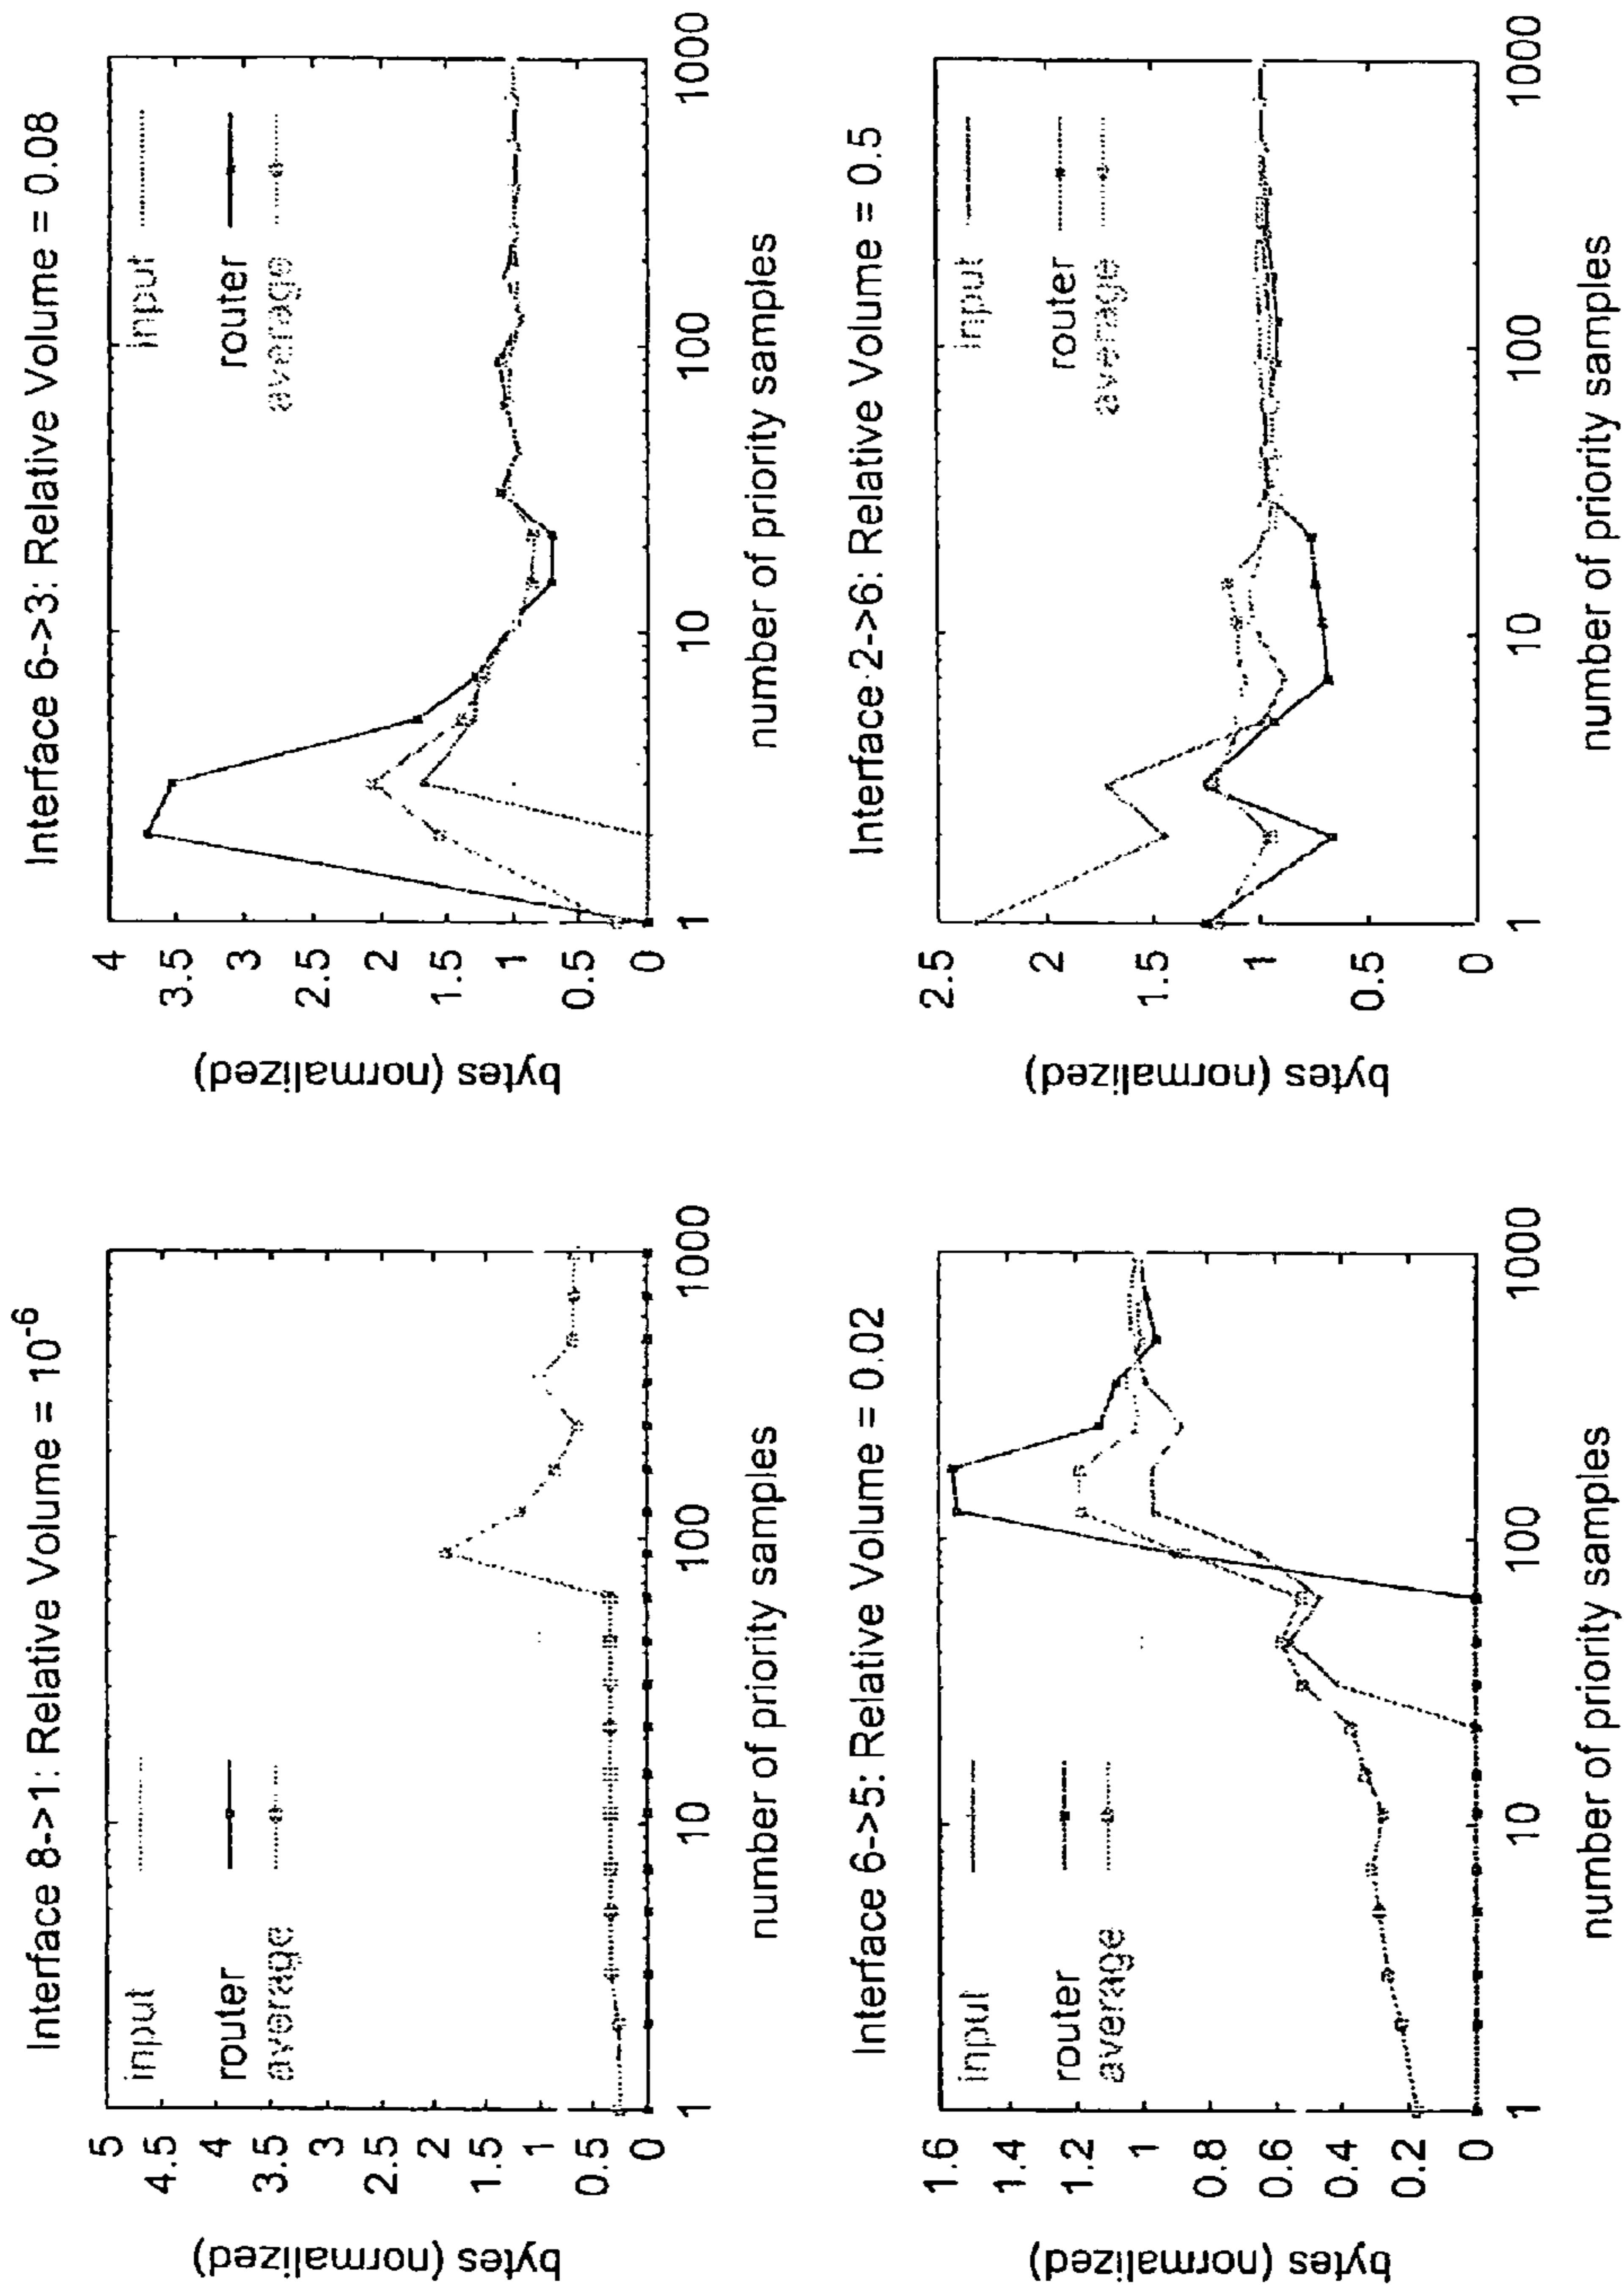 Interface 8->1: Relative Volume = 10-6
bytes (normalized)
5
4.5
4
3.5
3
2.5
2
1.5
1
0.5
0
input
router
average
1
10
100
1000
number of priority samples
Interface 6->3: Relative Volume = 0.08
bytes (normalized)
4
3.5
3
2.5
2
1.5
1
0.5
0
input
router
average
1
10
100
1000
number of priority samples
Interface 6->5: Relative Volume = 0.02
bytes (normalized)
1.6
1.4
1.2
1
0.8
0.6
0.4
0.2
0.0
input
router
average
1
10
100
1000
number of priority samples
Interface 2->6: Relative Volume = 0.5
bytes (normalized)
2.5
2
1.5
1
0.5
0
input
router
average
1
10
100
1000
number of priority samples